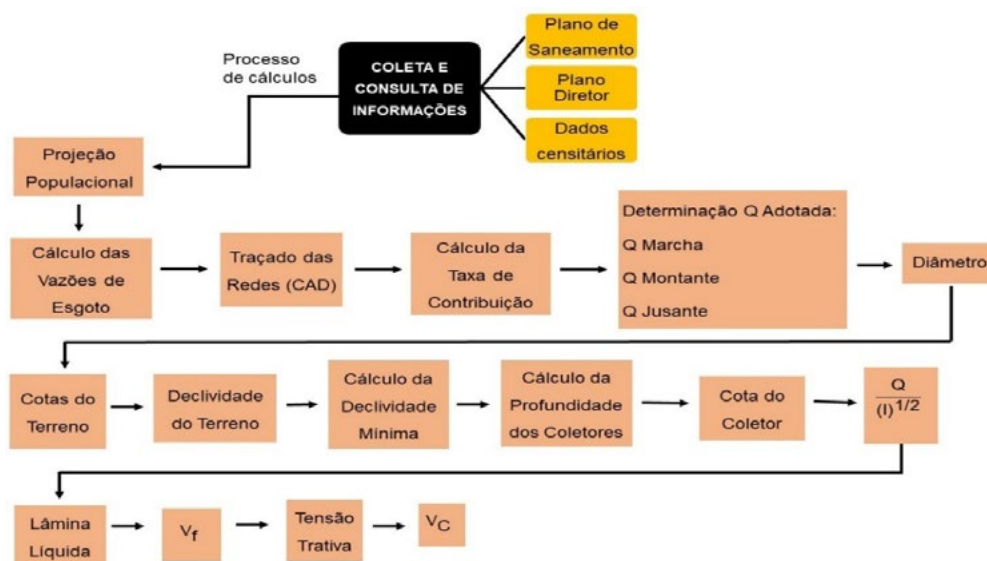 Plano de
Saneamento
Processo
de cálculos
COLETA E
CONSULTA DE
INFORMAÇÕES
Plano
Diretor
Dados
censitários
Projeção
Populacional
Cálculo das
Vazões de
Esgoto
Traçado das
Redes (CAD)
Cálculo da
Taxa de
Contribuição
Determinação Q Adotada:
Q Marcha
Q Montante
Q Jusante
Diâmetro
Cotas do
Terreno
Declividade
do Terreno
Cálculo da
Declividade
Mínima
Cálculo da
Profundidade
dos Coletores
Cota do
Coletor
Q
(I)^1/2
Lâmina
Líquida
Vf
Tensão
Trativa
VC